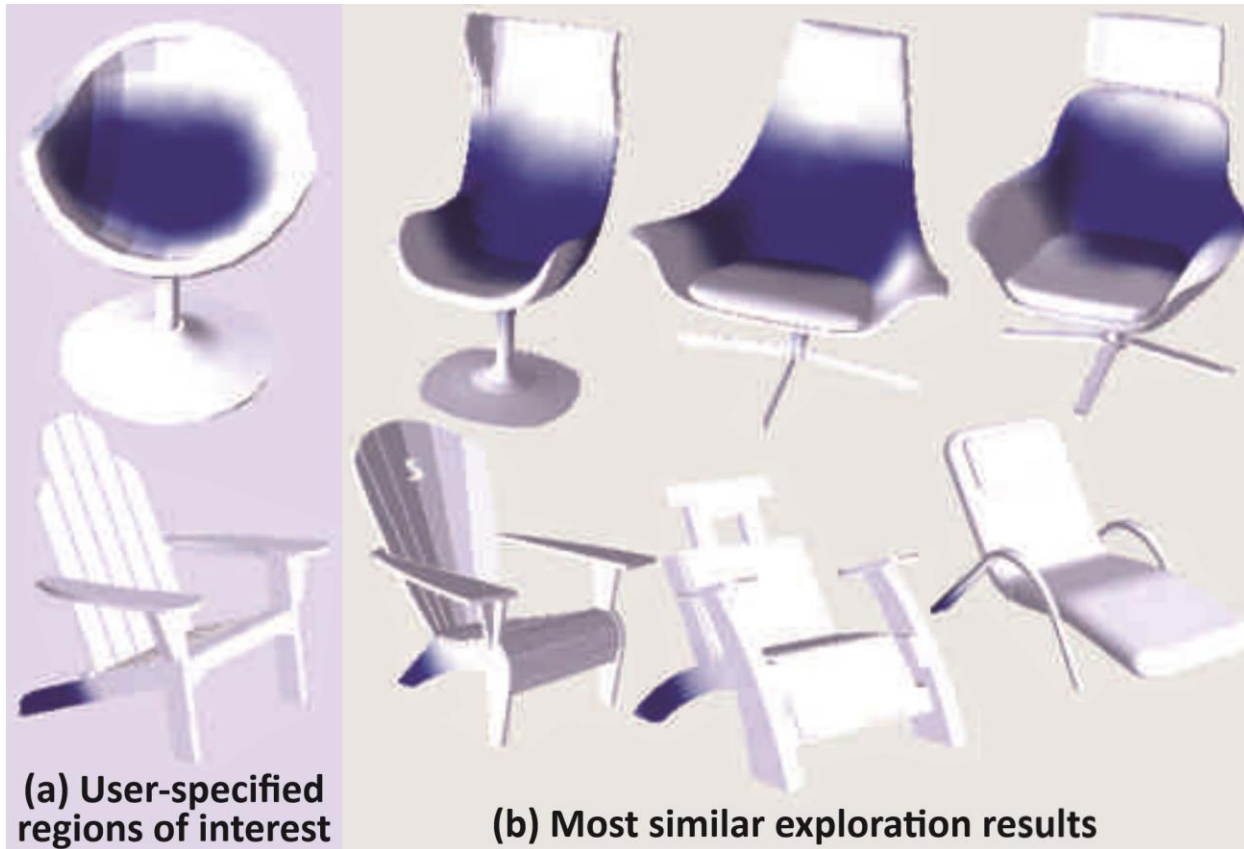 S
(a) User-specified
regions of interest
(b) Most similar exploration results